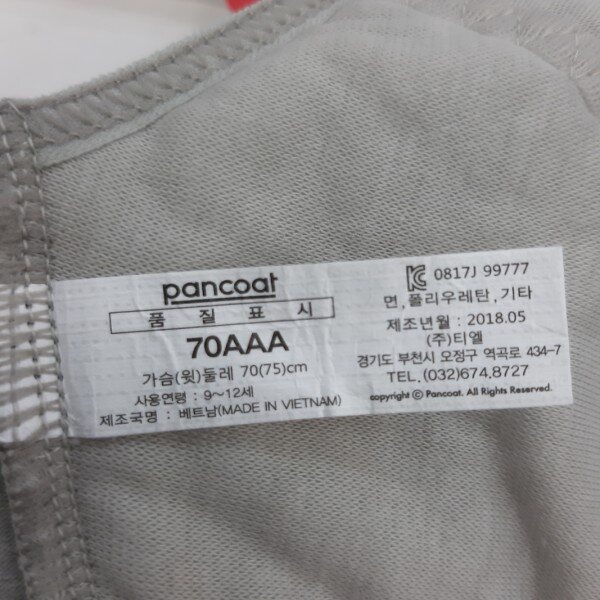 pancoat
품 질 표 시
70AAA
가슴(윗)둘레 70(75)cm
사용연령 : 9~12세
제조국명 : 베트남(MADE IN VIETNAM)
0817J 99777
면,폴리우레탄,기타
제조년월 : 2018.05
(주)티엘
경기도 부천시 오정구 역곡로 434-7
TEL.(032)674.8727
copyright ⓒ Pancoat. All Rights Reserved.